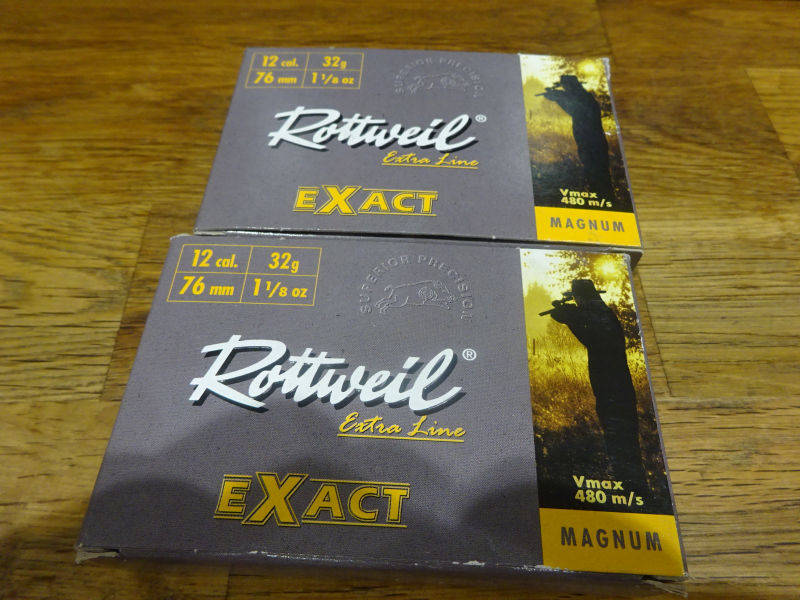 12 cal. 32g
76 mm 1 1/8 oz
SUPERIOR PRECISION
Rottweil®
Extra Line
EXACT
Vmax
480 m/s
MAGNUM
12 cal. 32g
76 mm 1 1/8 oz
SUPERIOR PRECISION
Rottweil®
Extra Line
EXACT
Vmax
480 m/s
MAGNUM